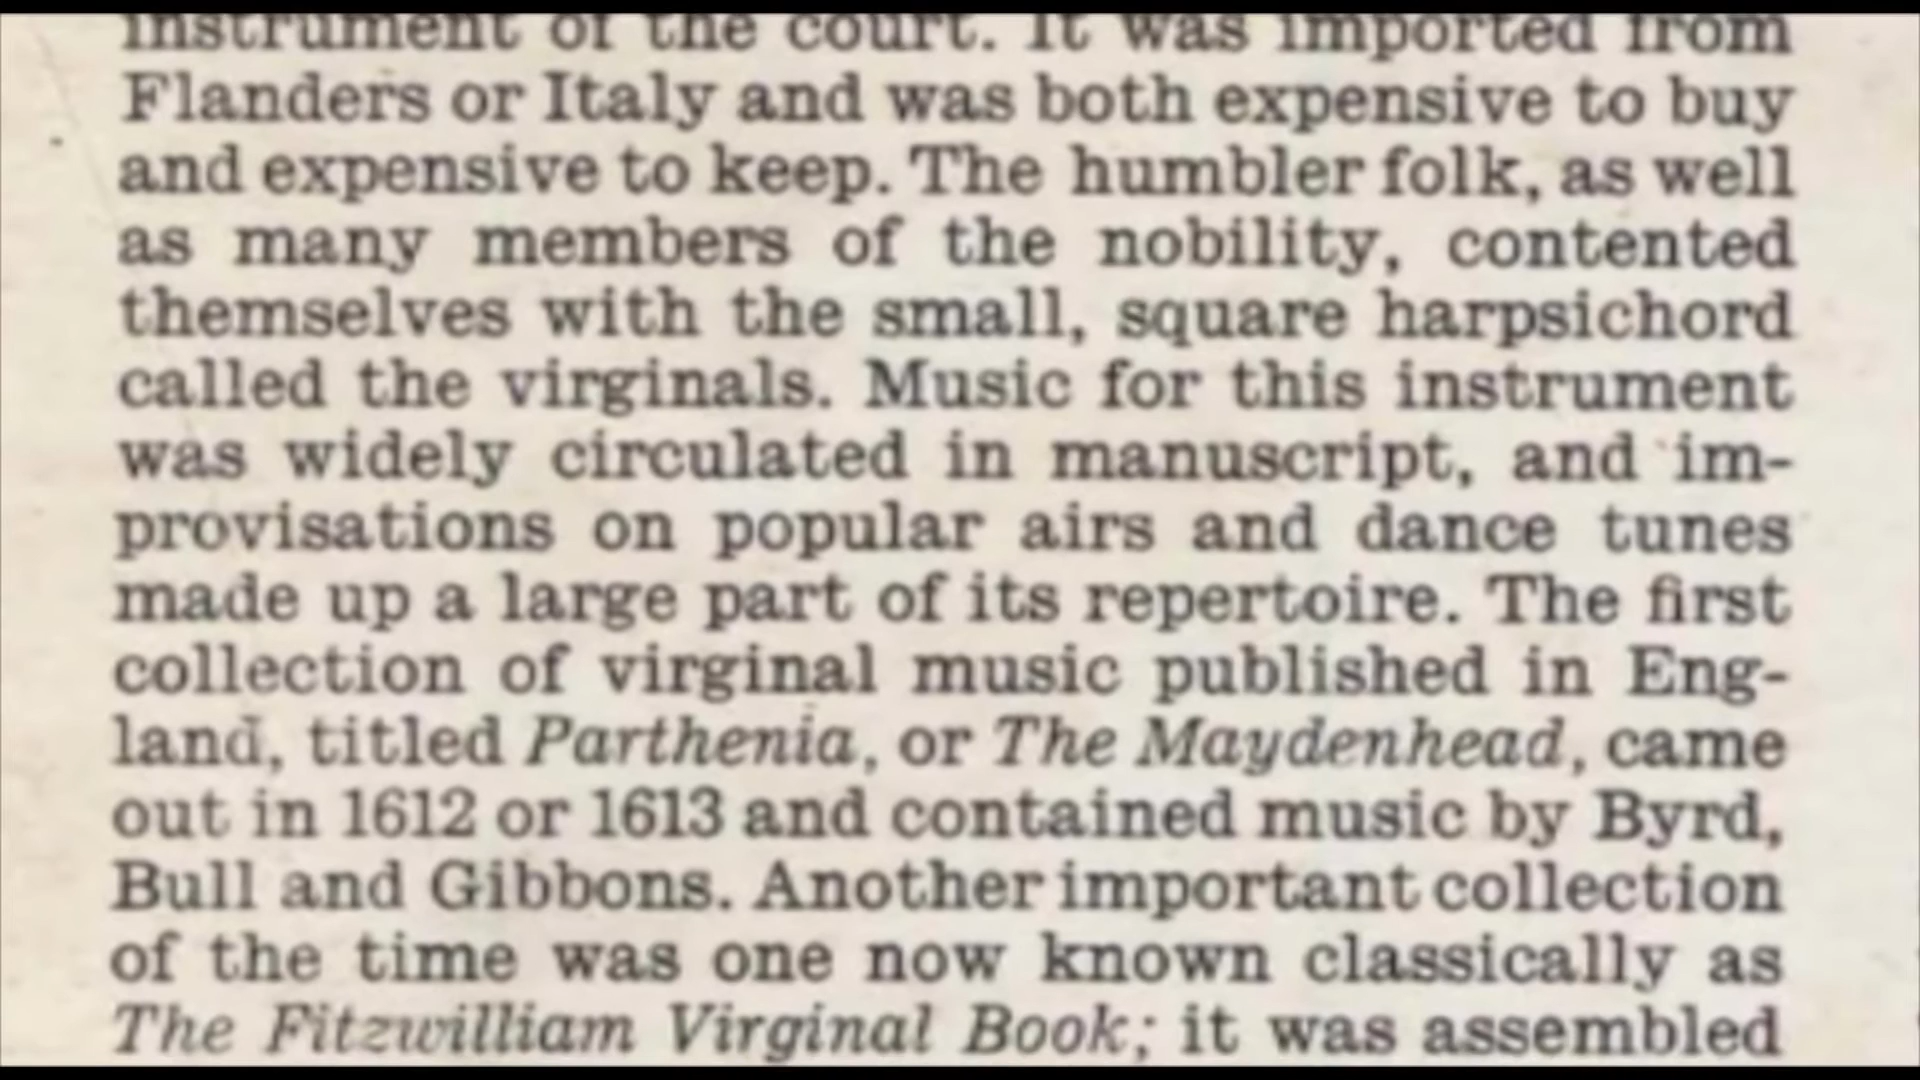 instrument of the court. It was imported from
Flanders or Italy and was both expensive to buy
and expensive to keep. The humbler folk, as well
as many members of the nobility, contented
themselves with the small, square harpsichord
called the virginals. Music for this instrument
was widely circulated in manuscript, and im-
provisations on popular airs and dance tunes
made up a large part of its repertoire. The first
collection of virginal music published in Eng-
land, titled Parthenia, or The Maydenhead, came
out in 1612 or 1613 and contained music by Byrd,
Bull and Gibbons. Another important collection
of the time was one now known classically as
The Fitzwilliam Virginal Book; it was assembled